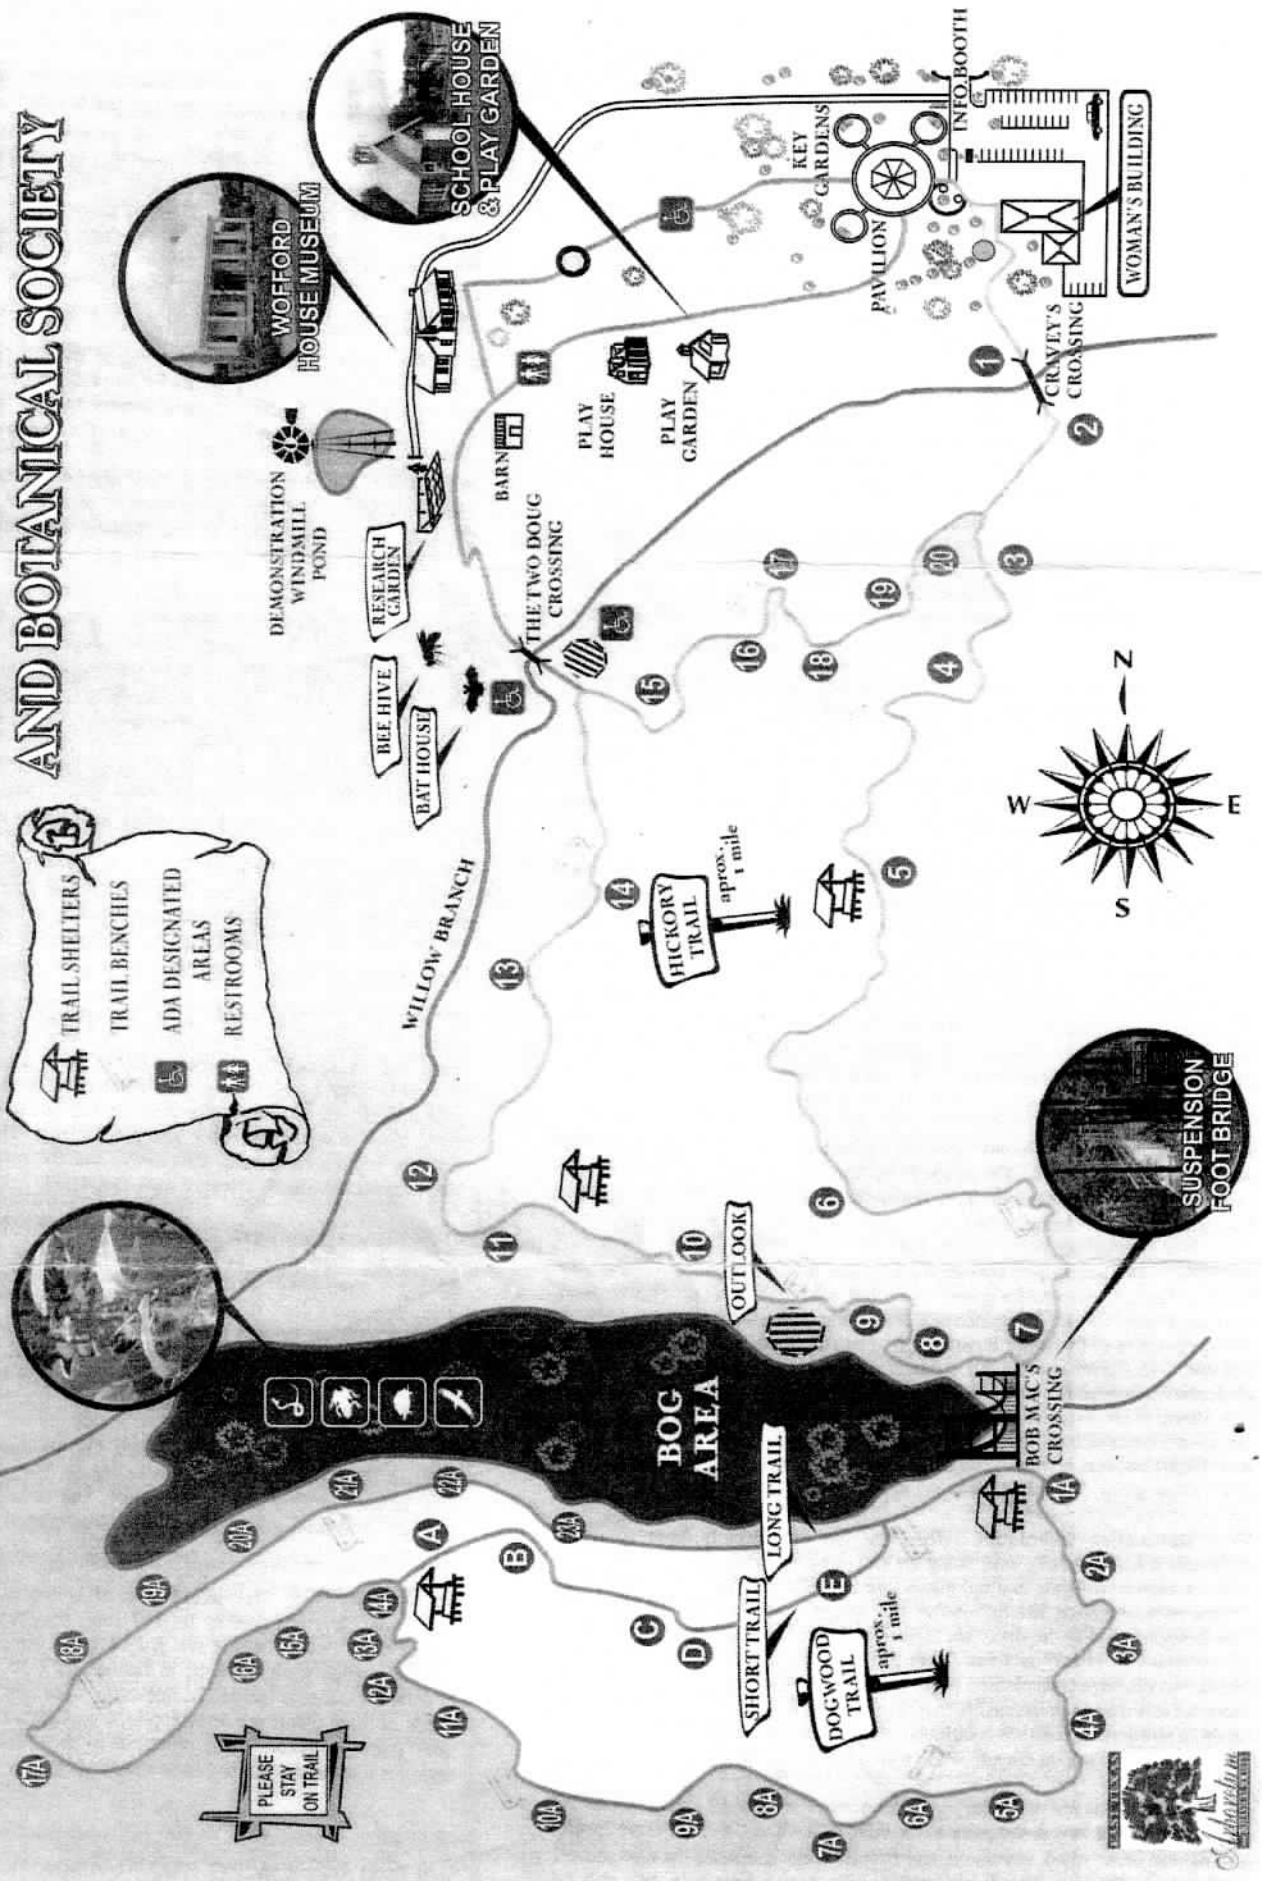 AND BOTANICAL SOCIETY
TRAIL SHELTERS
TRAIL BENCHES
ADA DESIGNATED
AREAS
RESTROOMS
WOFFORD
HOUSE MUSEUM
SCHOOL HOUSE
& PLAY GARDEN
DEMONSTRATION
WINDMILL
POND
RESEARCH
GARDEN
BEE HIVE
BAT HOUSE
BARN
THE TWO DOUG
CROSSING
PLAY
HOUSE
PLAY
GARDEN
KEY
GARDENS
PAVILION
INFO. BOOTH
WOMAN'S BUILDING
CRAVEY'S
CROSSING
1
2
3
4
5
6
7
8
9
10
11
12
13
14
15
16
17
18
19
20
WILLOW BRANCH
HICKORY
TRAIL
aprox.
1 mile
N
W
E
S
SUSPENSION
FOOT BRIDGE
OUTLOOK
BOG
AREA
BOB MAC'S
CROSSING
LONG TRAIL
SHORT TRAIL
DOGWOOD
TRAIL
aprox.
1 mile
A
B
C
D
E
1A
2A
3A
4A
5A
6A
7A
8A
9A
10A
11A
12A
13A
14A
15A
16A
17A
18A
19A
20A
21A
22A
23A
PLEASE
STAY
ON TRAIL
EAST TEXAS
Arboretum